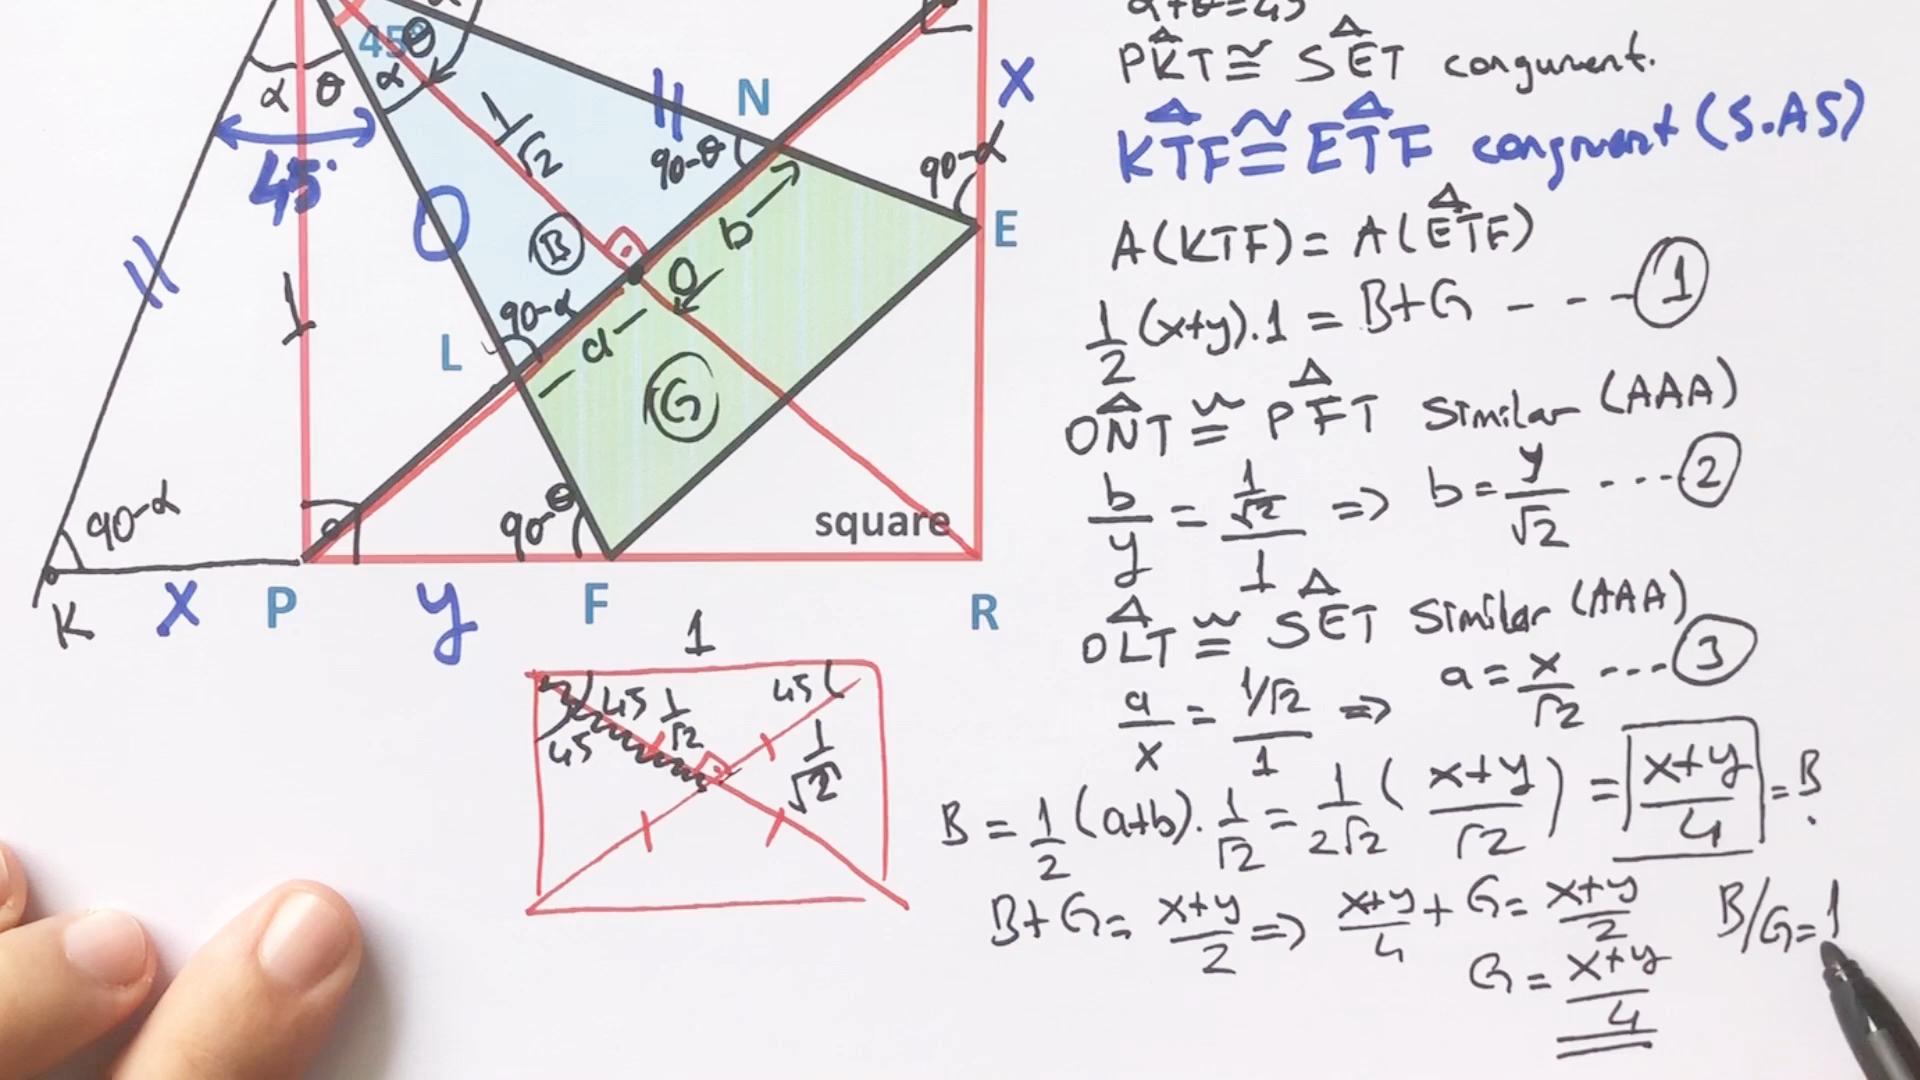 α+θ=45
PKT ≅ SET congurment.
KTF ≅ ETF congruent (S.AS)
A(KTF) = A(ETF)
1/2 (x+y).1 = B+G - - - 1
ONT ≅ PFT Similar (AAA)
b/y = 1/√2 / 1 => b = y/√2 ---- 2
OLT ≅ SET Similar (AAA)
a/x = 1/√2 / 1 => a = x/√2 ---- 3
B = 1/2 (a+b). 1/√2 = 1/2√2 ( x+y/√2 ) = x+y/4 = B.
B+G = x+y/2 => x+y/4 + G = x+y/2
B/G=1
G = x+y/4
45°
θ
α
α θ
45°
1
1/√2
N
90-θ
X
90-α
E
b
B
O
90-α
a
L
G
θ
90-θ
square
90-α
K
X
P
y
F
R
1
45
1/√2
45
45
1/√2